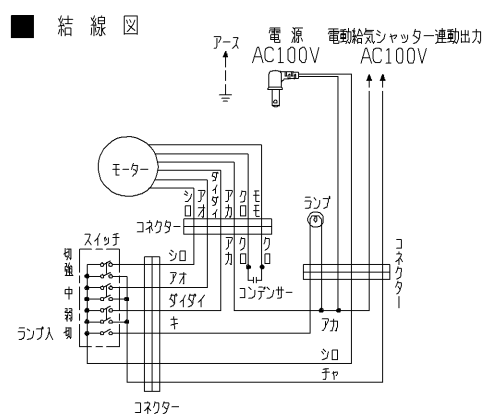 ■ 結線図
アース
電源
AC100V
電動給気シャッター連動出力
AC100V
モーター
シロ
アオ
ダイダイ
アカ
クロ
モモ
コネクター
アカ
クロ
クロ
コンデンサー
ランプ
コネクター
スイッチ
切
強
中
弱
ランプ入 切
シロ
アオ
ダイダイ
キ
アカ
シロ
チャ
コネクター